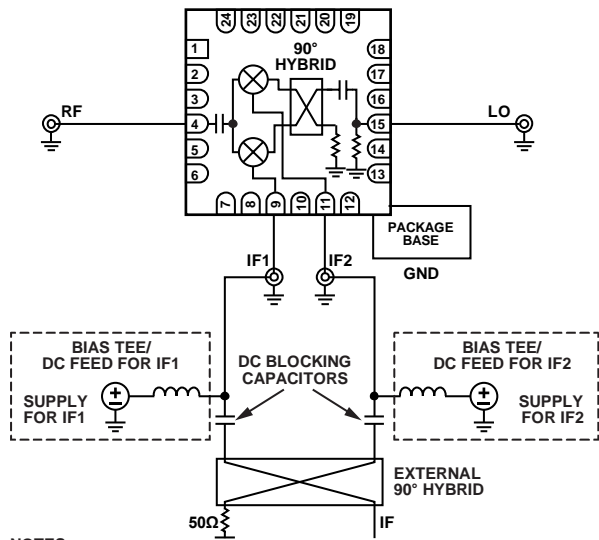 24 23 22 21 20 19
1
2
3
4
5
6
90°
HYBRID
18
17
16
15
14
13
RF
LO
7 8 9 10 11 12
PACKAGE
BASE
GND
IF1
IF2
BIAS TEE/
DC FEED FOR IF1
SUPPLY
FOR IF1
DC BLOCKING
CAPACITORS
BIAS TEE/
DC FEED FOR IF2
SUPPLY
FOR IF2
EXTERNAL
90° HYBRID
50Ω
IF